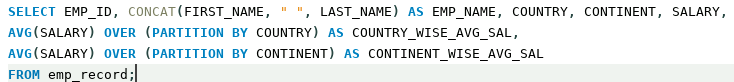 SELECT EMP_ID, CONCAT(FIRST_NAME, " ", LAST_NAME) AS EMP_NAME, COUNTRY, CONTINENT, SALARY,
AVG(SALARY) OVER (PARTITION BY COUNTRY) AS COUNTRY_WISE_AVG_SAL,
AVG(SALARY) OVER (PARTITION BY CONTINENT) AS CONTINENT_WISE_AVG_SAL
FROM emp_record;